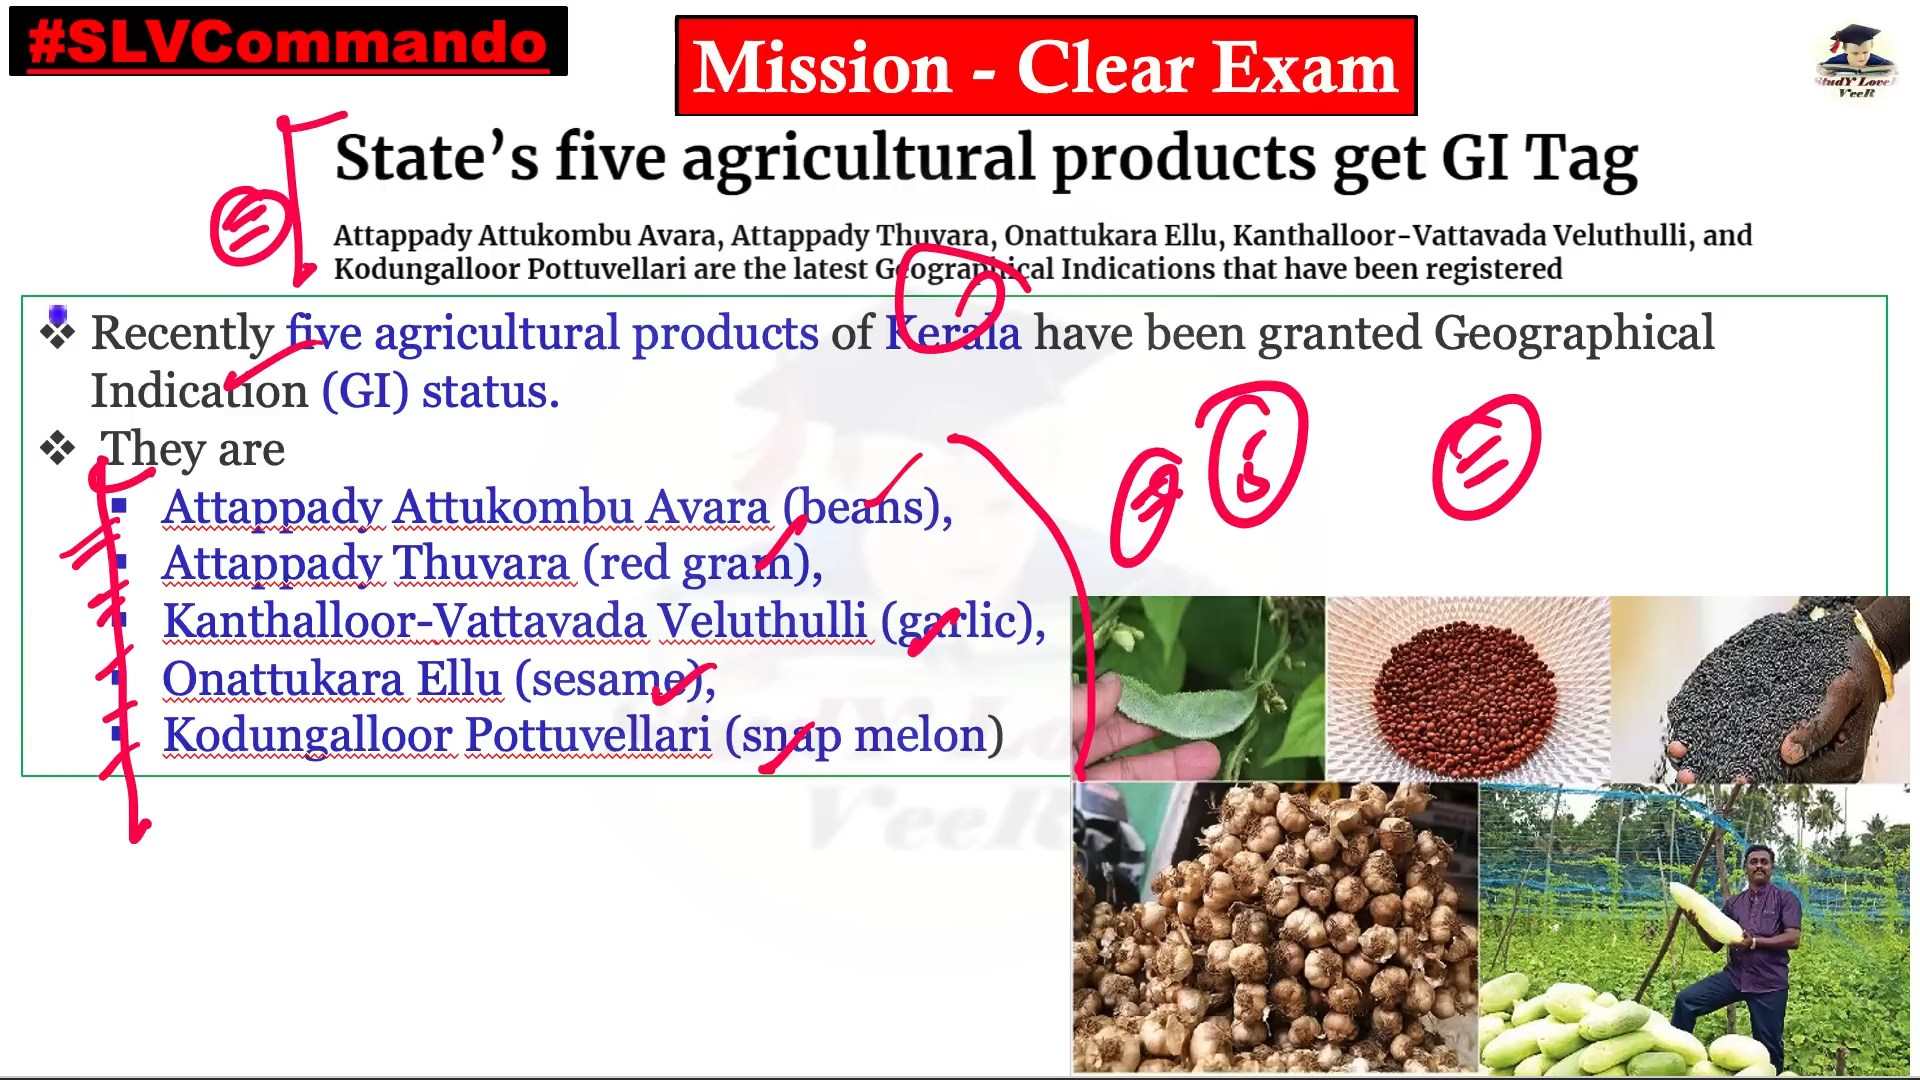 #SLVCommando
Mission - Clear Exam
StudY LoveR
VeeR
State’s five agricultural products get GI Tag
Attappady Attukombu Avara, Attappady Thuvara, Onattukara Ellu, Kanthalloor-Vattavada Veluthulli, and
Kodungalloor Pottuvellari are the latest Geographical Indications that have been registered
❖ Recently five agricultural products of Kerala have been granted Geographical
Indication (GI) status.
❖ They are
▪ Attappady Attukombu Avara (beans),
▪ Attappady Thuvara (red gram),
▪ Kanthalloor-Vattavada Veluthulli (garlic),
▪ Onattukara Ellu (sesame),
▪ Kodungalloor Pottuvellari (snap melon)